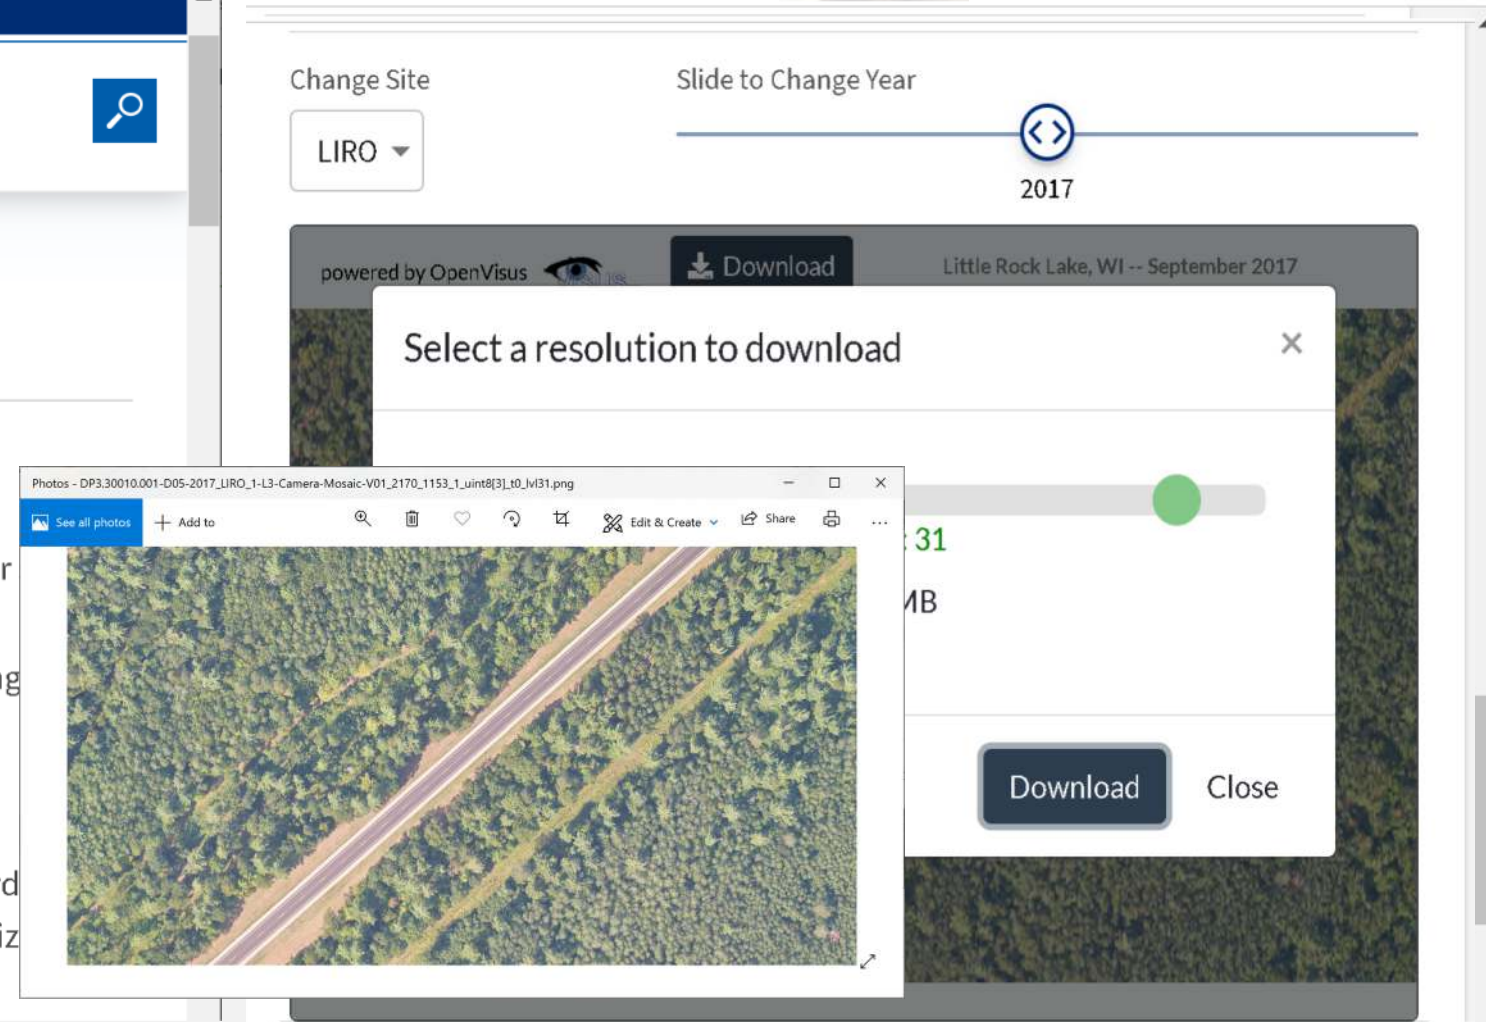 Change Site
Slide to Change Year
LIRO
2017
powered by OpenVisus
Download
Little Rock Lake, WI -- September 2017
Select a resolution to download
×
Photos - DP3.30010.001-D05-2017_LIRO_1-L3-Camera-Mosaic-V01_2170_1153_1_uint8[3]_t0_lvl31.png
See all photos
Add to
Edit & Create
Share
: 31
MB
Download
Close
r
g
rd
iz